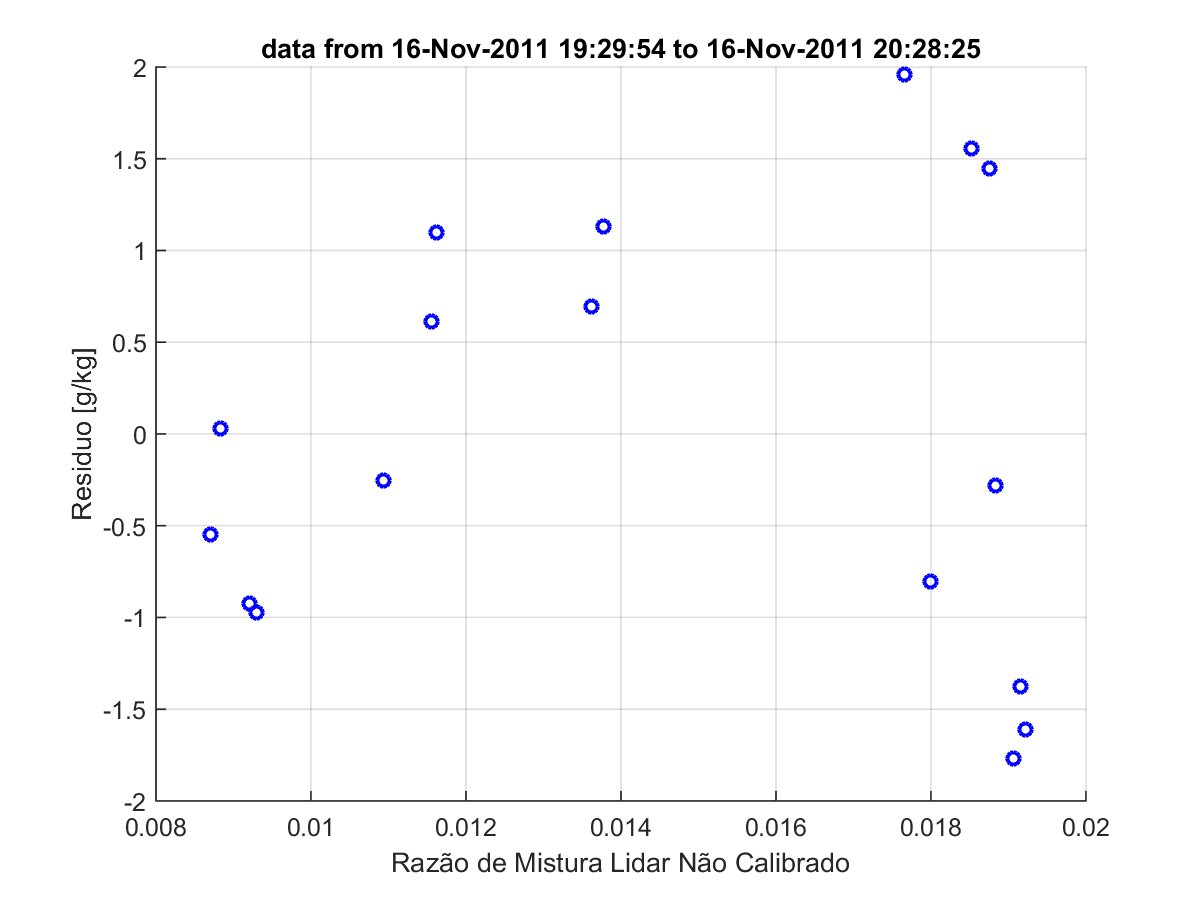 data from 16-Nov-2011 19:29:54 to 16-Nov-2011 20:28:25
2
1.5
1
0.5
0
-0.5
-1
-1.5
-2
Residuo [g/kg]
0.008 0.01 0.012 0.014 0.016 0.018 0.02
Razão de Mistura Lidar Não Calibrado